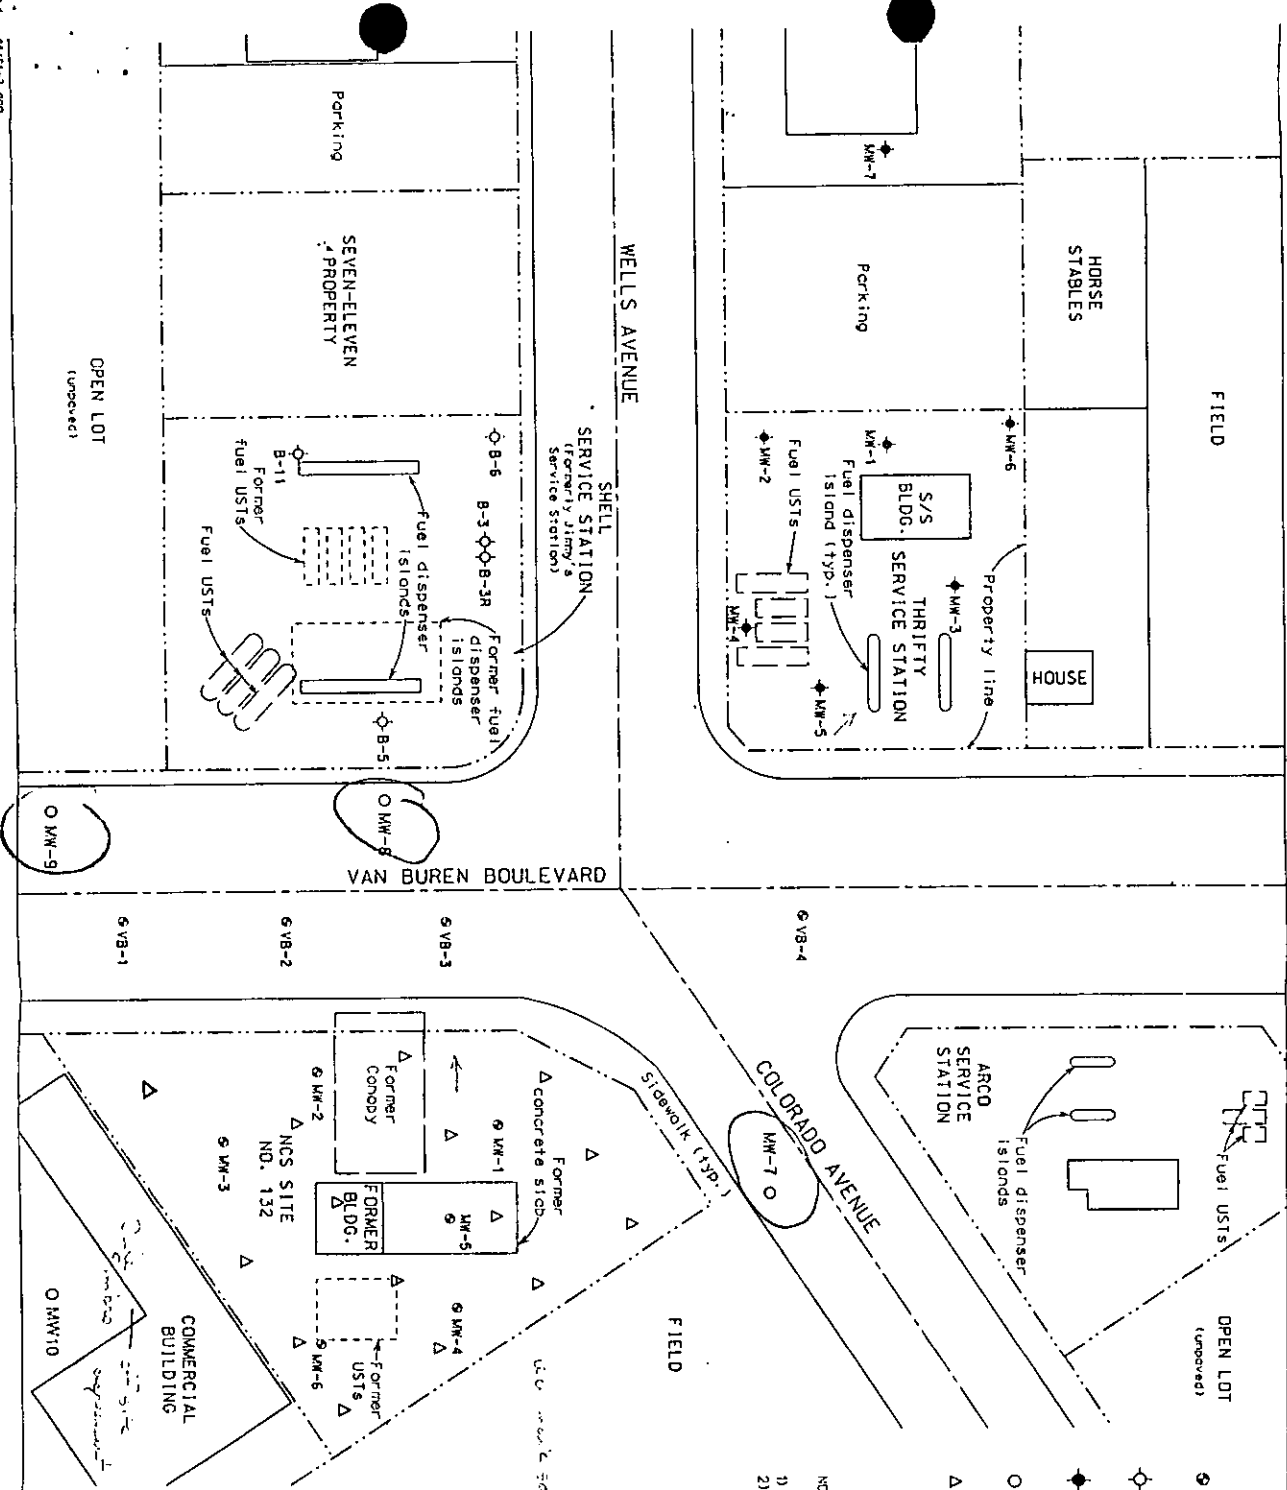 Parking
MW-7
HORSE
STABLES
FIELD
SEVEN-ELEVEN
PROPERTY
WELLS AVENUE
Parking
OPEN LOT
(unpaved)
SHELL
SERVICE STATION
(Formerly Jimmy's
Service Station)
B-6
B-11
B-3
B-3R
Former
fuel USTs
fuel dispenser
islands
Fuel USTs
Former fuel
dispenser
islands
B-5
MW-6
MW-1
MW-2
S/S
BLDG.
Fuel USTs
Fuel dispenser
island (typ.)
THRIFTY
SERVICE STATION
MW-3
MW-4
MW-5
Property line
HOUSE
MW-9
MW-8
VAN BUREN BOULEVARD
VB-1
VB-2
VB-3
VB-4
COLORADO AVENUE
Sidewalk (typ.)
MW-7
ARCO
SERVICE
STATION
Fuel dispenser
islands
Fuel USTs
OPEN LOT
(unpaved)
Former
Canopy
MW-2
MW-1
Former
concrete slab
MW-3
NCS SITE
NO. 132
FORMER
BLDG.
MW-5
MW-4
MW-6
Former
USTs
FIELD
COMMERCIAL
BUILDING
MW10
1)
2)